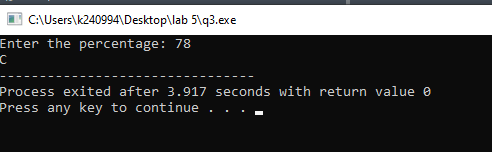 C:\Users\k240994\Desktop\lab 5\q3.exe
Enter the percentage: 78
C
--------------------------------
Process exited after 3.917 seconds with return value 0
Press any key to continue . . .